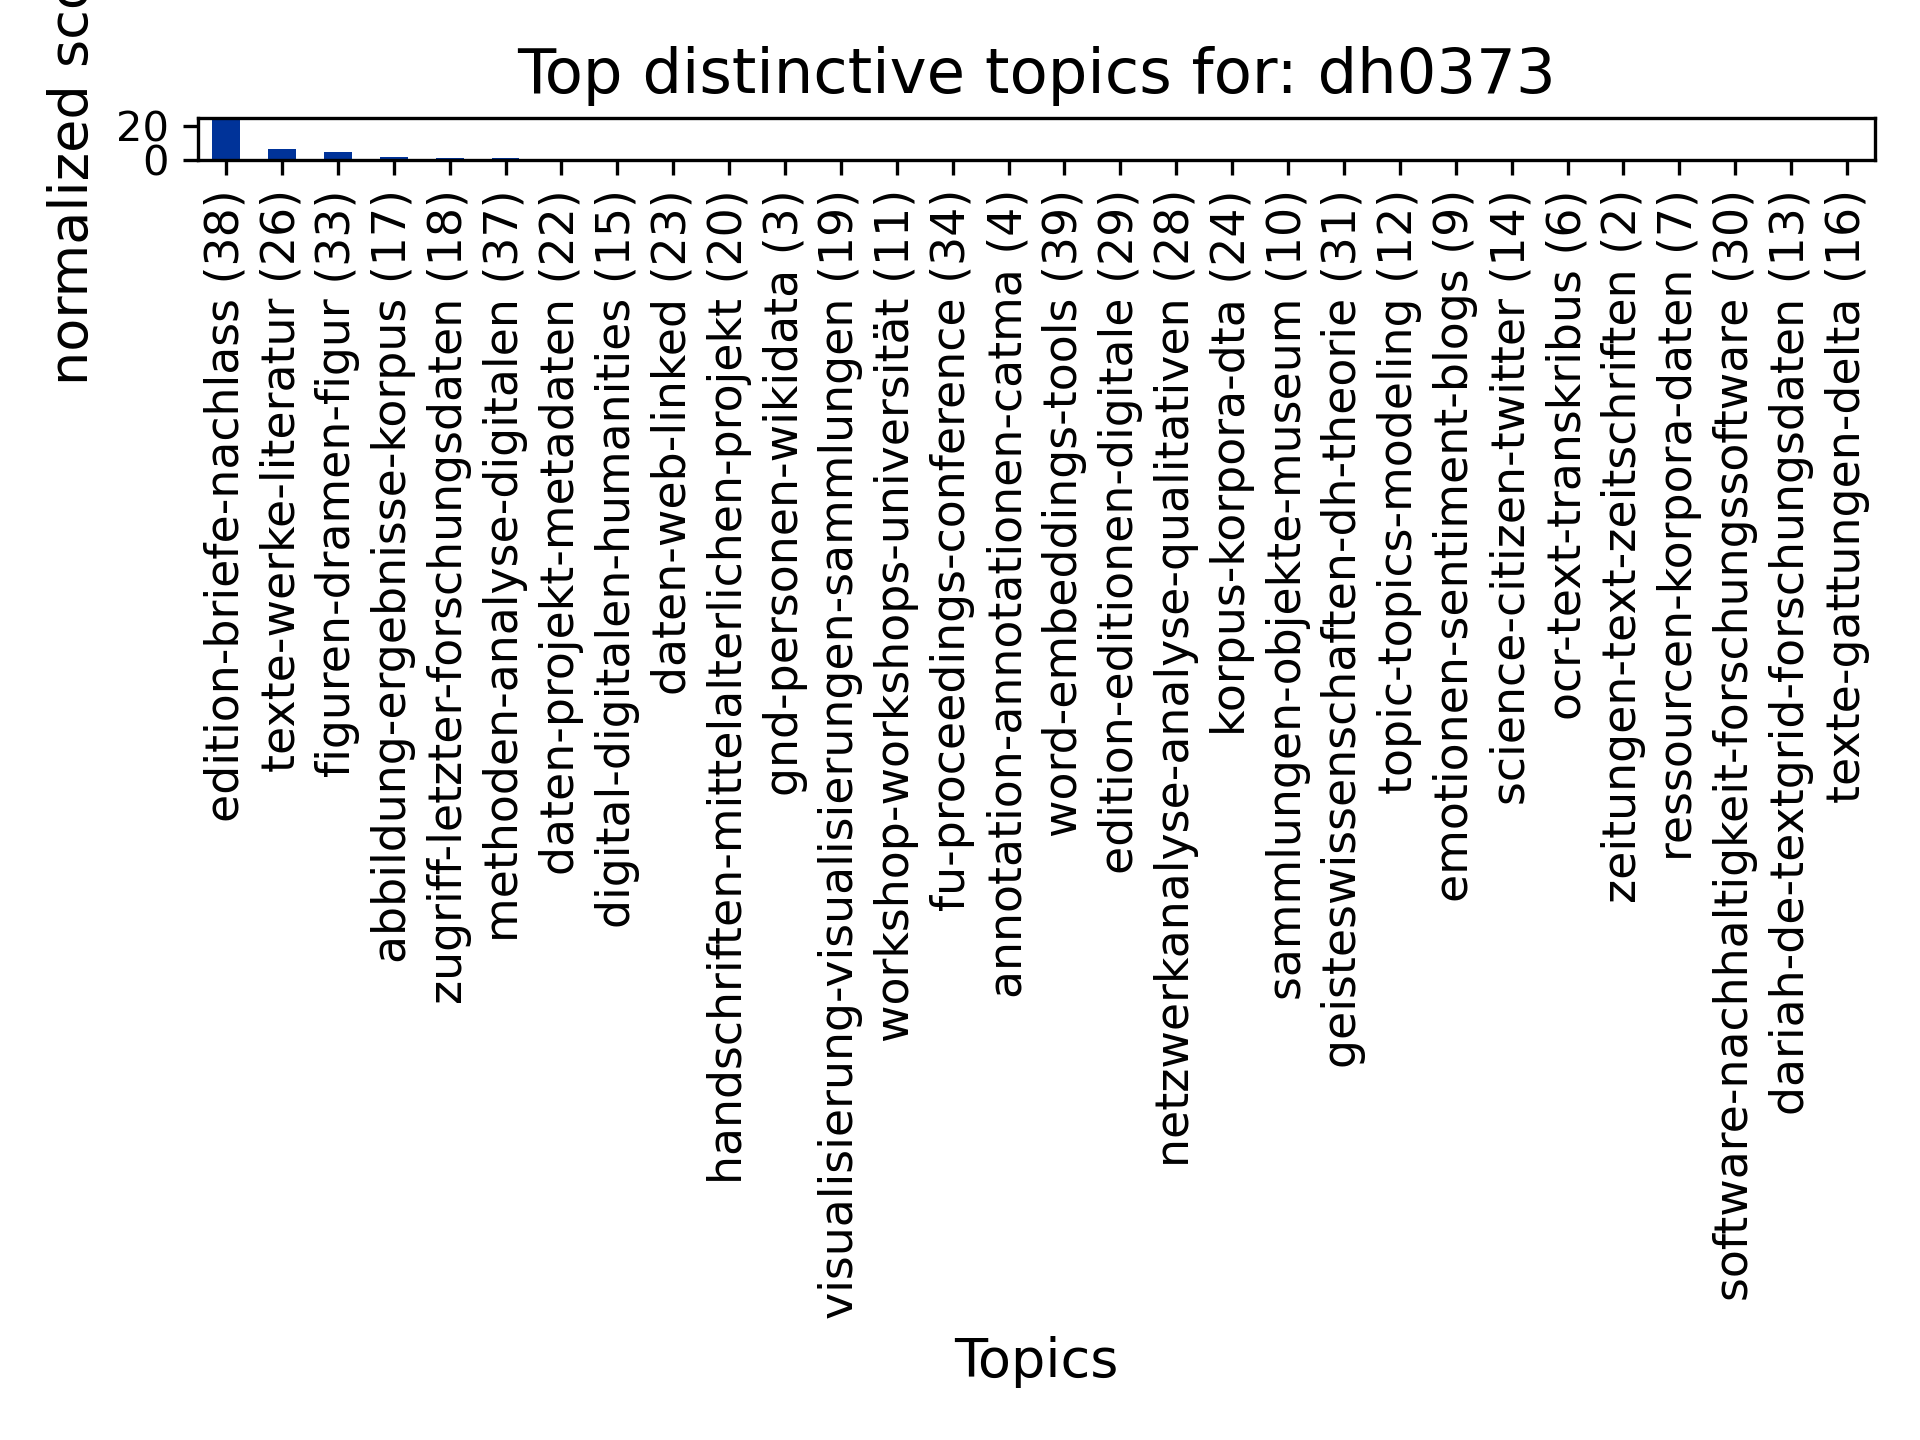 Top distinctive topics for: dh0373
normalized
20
0
edition-briefe-nachlass (38)
texte-werke-literatur (26)
figuren-dramen-figur (33)
abbildung-ergebnisse-korpus (17)
zugriff-letzter-forschungsdaten (18)
methoden-analyse-digitalen (37)
daten-projekt-metadaten (22)
digital-digitalen-humanities (15)
daten-web-linked (23)
handschriften-mittelalterlichen-projekt (20)
gnd-personen-wikidata (3)
visualisierung-visualisierungen-sammlungen (19)
workshop-workshops-universität (11)
fu-proceedings-conference (34)
annotation-annotationen-catma (4)
word-embeddings-tools (39)
edition-editionen-digitale (29)
netzwerkanalyse-analyse-qualitativen (28)
korpus-korpora-dta (24)
sammlungen-objekte-museum (10)
geisteswissenschaften-dh-theorie (31)
topic-topics-modeling (12)
emotionen-sentiment-blogs (9)
science-citizen-twitter (14)
ocr-text-transkribus (6)
zeitungen-text-zeitschriften (2)
ressourcen-korpora-daten (7)
software-nachhaltigkeit-forschungssoftware (30)
dariah-de-textgrid-forschungsdaten (13)
texte-gattungen-delta (16)
Topics